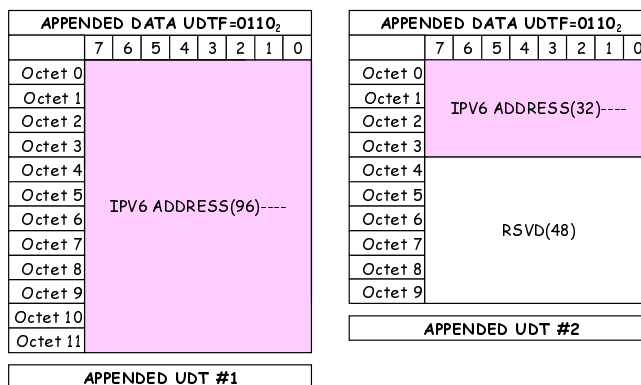 APPENDED DATA UDTF=0110₂
7 6 5 4 3 2 1 0
Octet 0
Octet 1
Octet 2
Octet 3
Octet 4
Octet 5
Octet 6
Octet 7
Octet 8
Octet 9
Octet 10
Octet 11
IPV6 ADDRESS(96)----
APPENDED UDT #1
APPENDED DATA UDTF=0110₂
7 6 5 4 3 2 1 0
Octet 0
Octet 1
Octet 2
Octet 3
Octet 4
Octet 5
Octet 6
Octet 7
Octet 8
Octet 9
IPV6 ADDRESS(32)----
RSVD(48)
APPENDED UDT #2